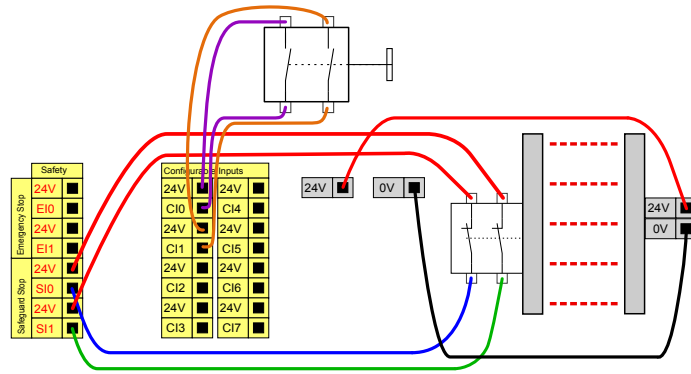 Safety
Emergency Stop
24V
EI0
24V
EI1
Safeguard Stop
24V
SI0
24V
SI1
Configurable Inputs
24V 24V
CI0 CI4
24V 24V
CI1 CI5
24V 24V
CI2 CI6
24V 24V
CI3 CI7
24V
0V
24V
0V